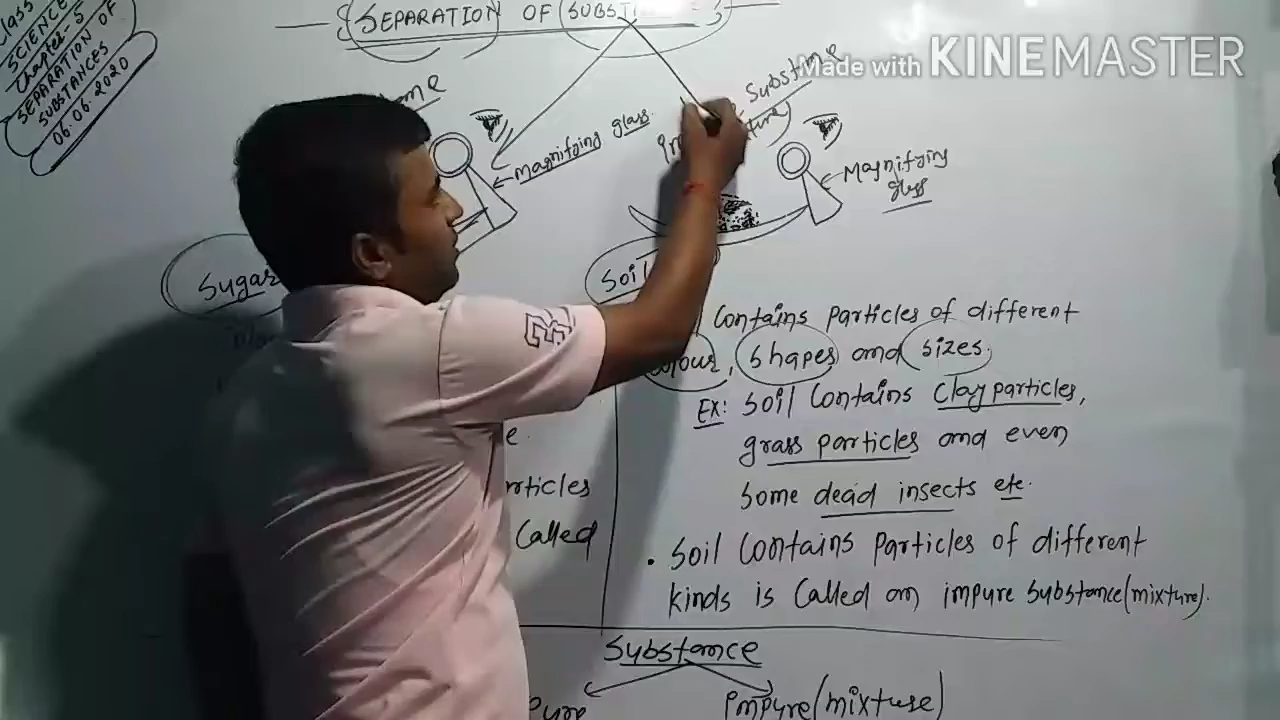 Class
SCIENCE
Chapter-5
SEPARATION OF
SUBSTANCES
06.06.2020
SEPARATION OF SUBST
Made with KINEMASTER
Magnifying glass
Magnifying
glass
Sugar
Soil
Contains particles of different
colour, shapes and sizes.
EX: Soil contains clay particles,
grass particles and even
some dead insects etc.
rticles
called
. Soil contains particles of different
kinds is called an impure substance(mixture).
Substance
Pure
Impure(mixture)